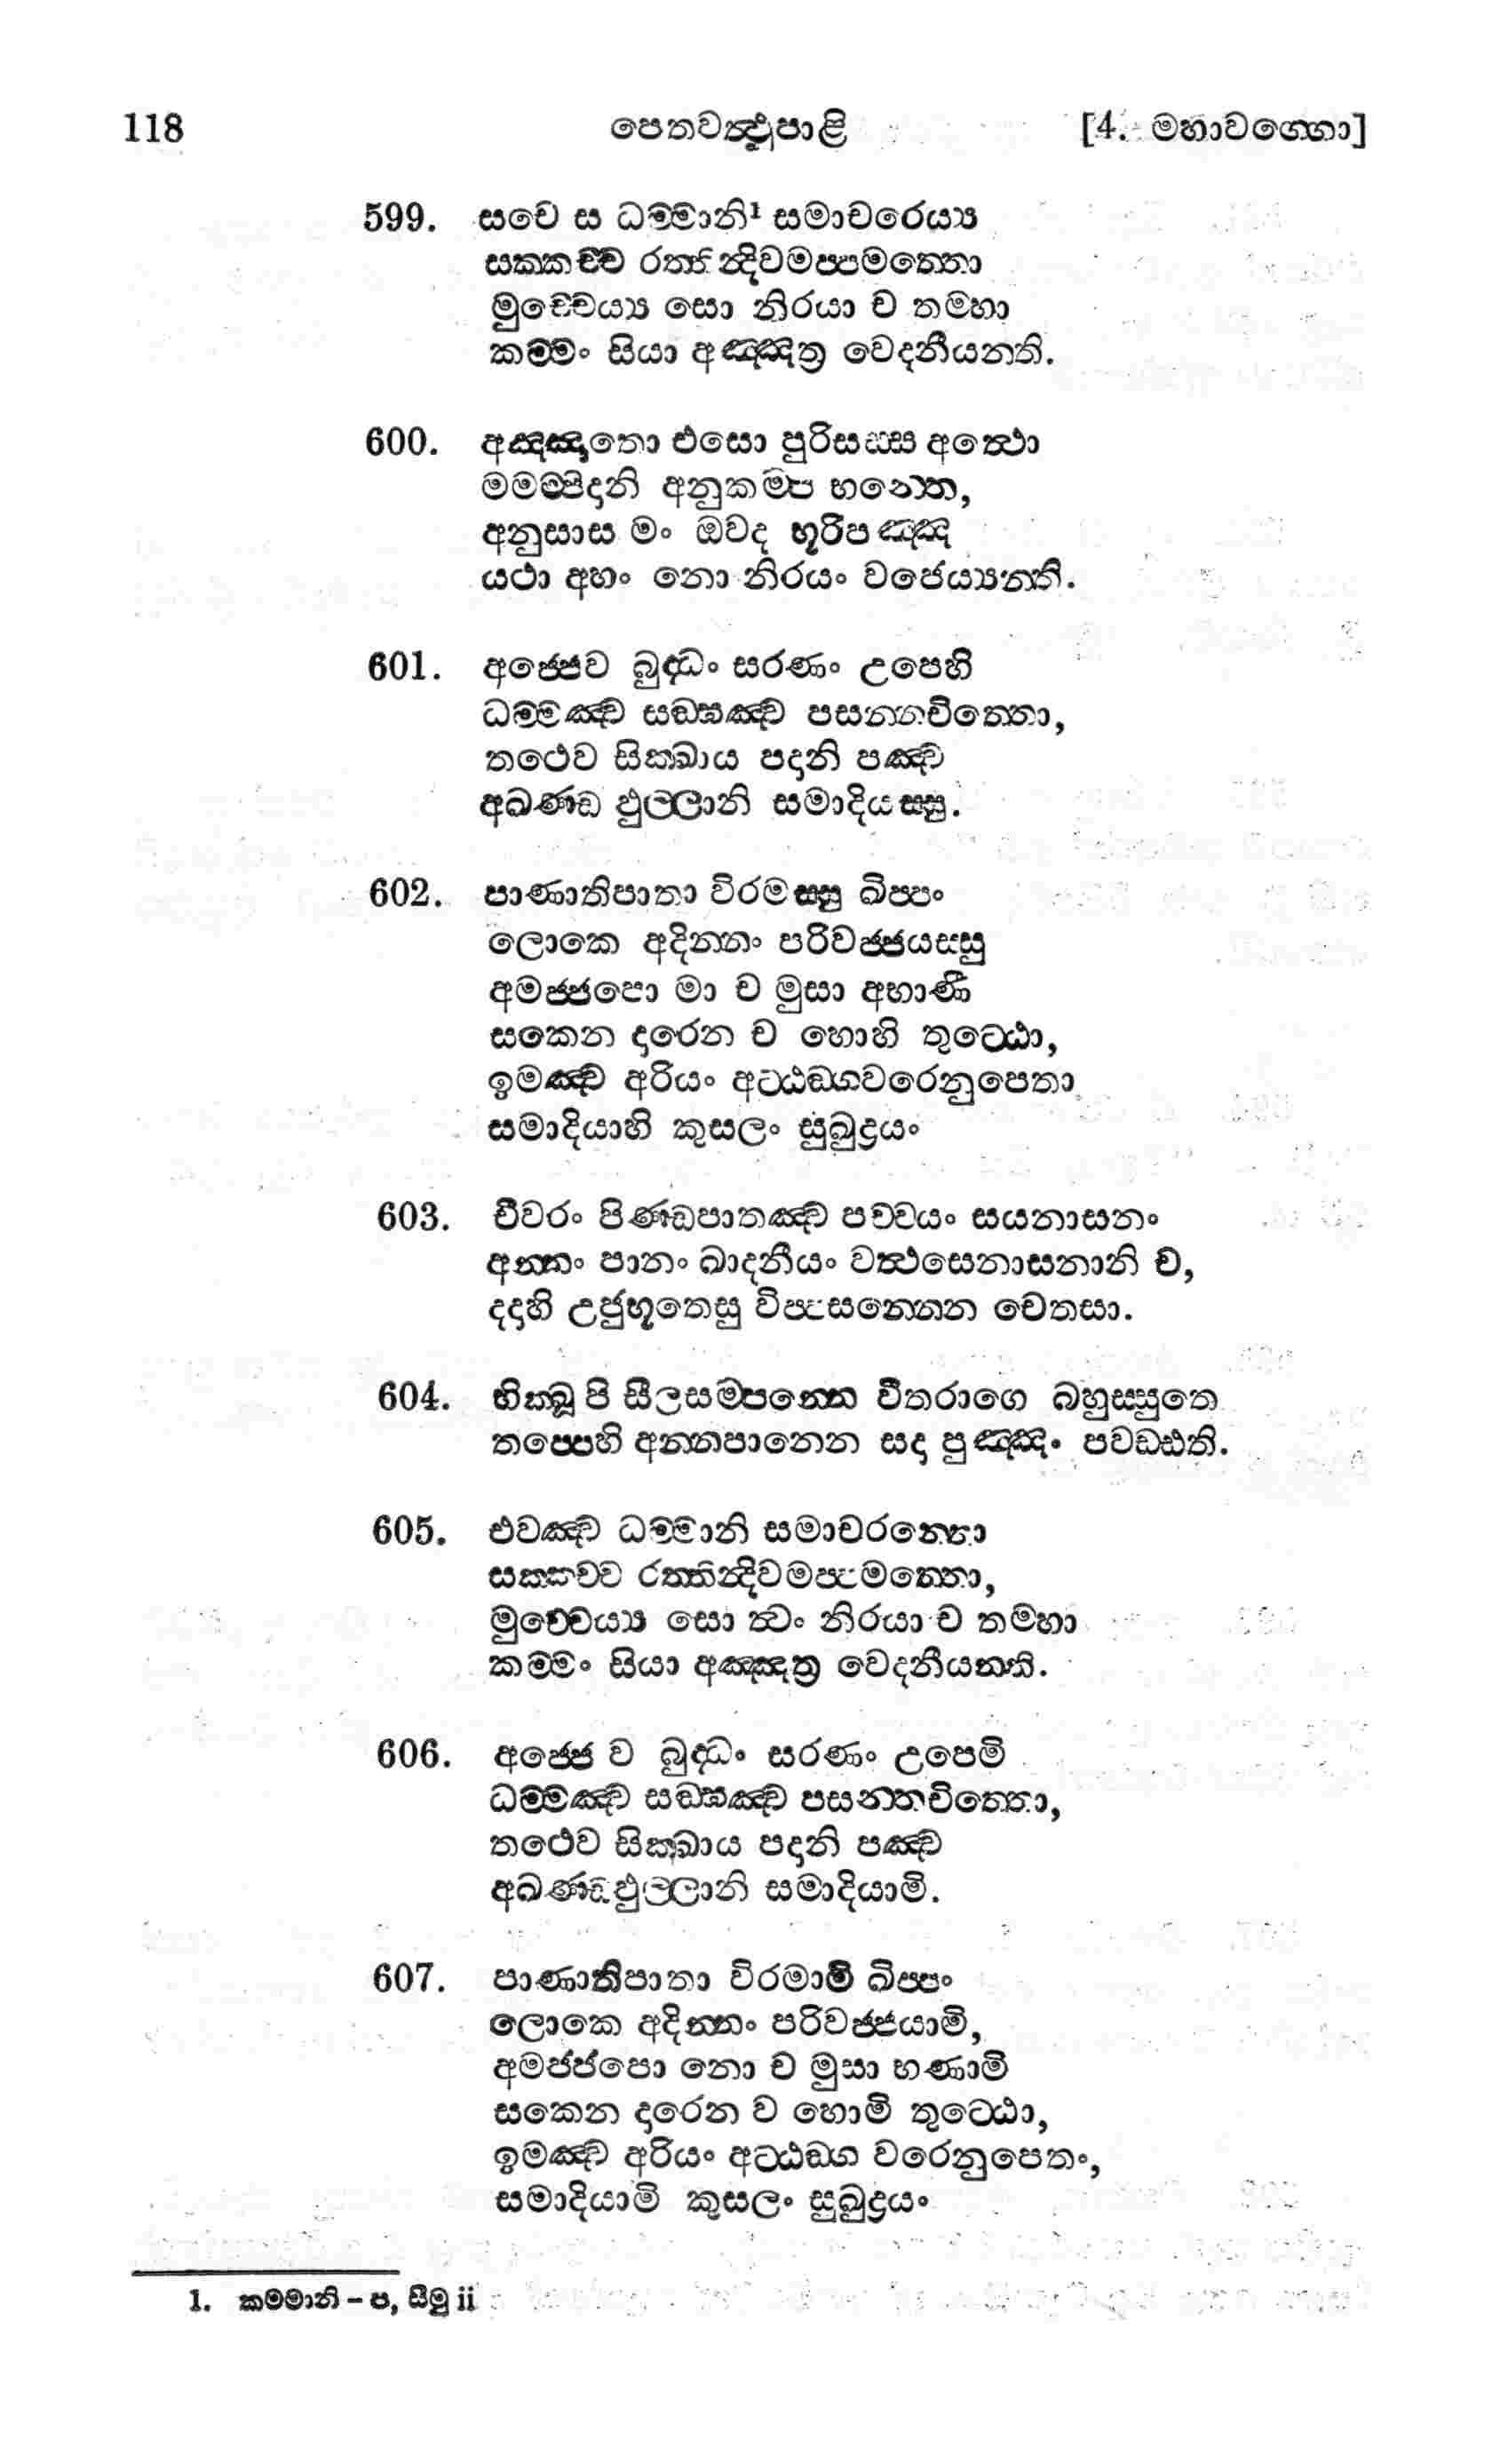 118 පෙතවත්‍ථුපාළි [4. මහාවග්ගො]
599. සචෙ ස ධම්මානි¹ සමාචරෙය්‍ය
සක්කච්ච රත්තින්‍දිවමප්පමත්තො
මුච්චෙය්‍ය සො නිරයා ච තම්හා
කම්මං සියා අඤ්ඤත්‍ර වෙදනීයන්ති.
600. අඤ්ඤාතො එසො පුරිසස්ස අත්‍ථො
මමම්පිදානි අනුකම්ප භන්තෙ,
අනුසාස මං ඔවද භූරිපඤ්ඤ
යථා අහං නො නිරයං වජෙය්‍යන්ති.
601. අජ්ජෙව බුද්‍ධං සරණං උපෙහි
ධම්මඤ්ච සඞ්ඝඤ්ච පසන්නචිත්තො,
තථෙව සික්ඛාය පදානි පඤ්ච
අඛණ්ඩ ඵුල්ලානි සමාදියස්සු.
602. පාණාතිපාතා විරමස්සු ඛිප්පං
ලොකෙ අදින්නං පරිවජ්ජයස්සු
අමජ්ජපො මා ච මුසා අභාණී
සකෙන දාරෙන ච හොහි තුට්ඨො,
ඉමඤ්ච අරියං අට්ඨඞ්ගවරෙනුපෙතා
සමාදියාහි කුසලං සුඛුද්‍රයං
603. චීවරං පිණ්ඩපාතඤ්ච පච්චයං සයනාසනං
අන්නං පානං ඛාදනීයං වත්‍ථසෙනාසනානි ච,
දදාහි උජුභූතෙසු විප්පසන්නෙන චෙතසා.
604. භික්ඛූ පි සීලසම්පන්නෙ වීතරාගෙ බහුස්සුතෙ
තප්පෙහි අන්නපානෙන සදා පුඤ්ඤං පවඩ්ඪති.
605. එවඤ්ච ධම්මානි සමාචරන්තො
සක්කච්ච රත්තින්‍දිවමප්පමත්තො,
මුච්චෙය්‍ය සො ත්‍වං නිරයා ච තම්හා
කම්මං සියා අඤ්ඤත්‍ර වෙදනීයන්ති.
606. අජ්ජෙ ව බුද්‍ධං සරණං උපෙමි
ධම්මඤ්ච සඞ්ඝඤ්ච පසන්නචිත්තො,
තථෙව සික්ඛාය පදානි පඤ්ච
අඛණ්ඩඵුල්ලානි සමාදියාමි.
607. පාණාතිපාතා විරමාමි ඛිප්පං
ලොකෙ අදින්නං පරිවජ්ජයාමි,
අමජ්ජපො නො ච මුසා භණාමි
සකෙන දාරෙන ච හොමි තුට්ඨො,
ඉමඤ්ච අරියං අට්ඨඞ්ග වරෙනුපෙතං,
සමාදියාමි කුසලං සුඛුද්‍රයං
1. කම්මානි – ප, සීමු ii